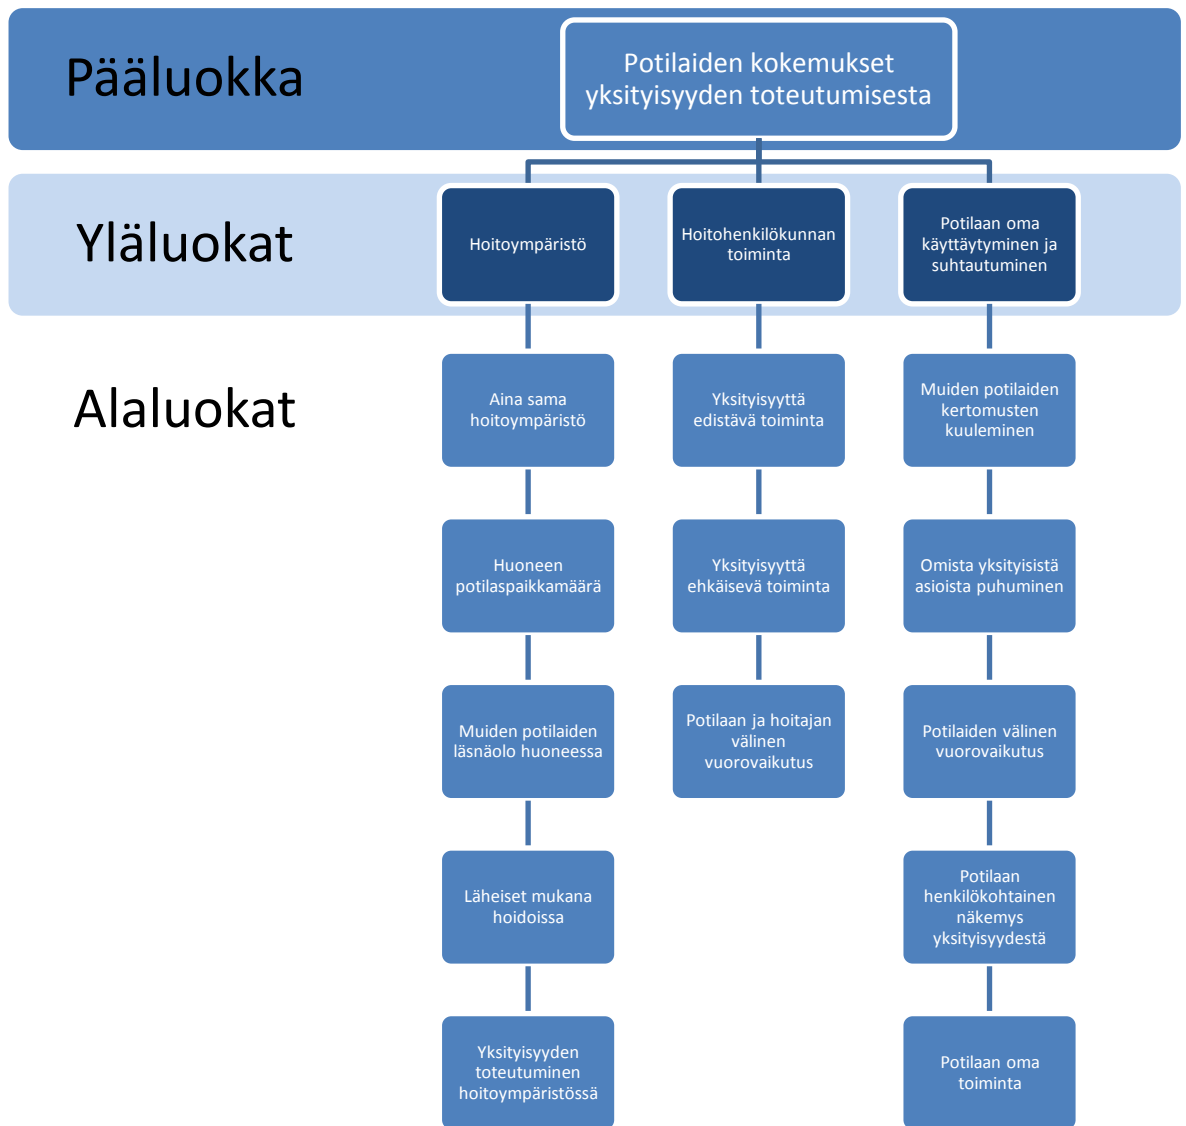 Pääluokka
Potilaiden kokemukset
yksityisyyden toteutumisesta
Yläluokat
Hoitoympäristö
Hoitohenkilökunnan
toiminta
Potilaan oma
käyttäytyminen ja
suhtautuminen
Alaluokat
Aina sama
hoitoympäristö
Yksityisyyttä
edistävä toiminta
Muiden potilaiden
kertomusten
kuuleminen
Huoneen
potilaspaikkamäärä
Yksityisyyttä
ehkäisevä toiminta
Omista yksityisistä
asioista puhuminen
Muiden potilaiden
läsnäolo huoneessa
Potilaan ja hoitajan
välinen
vuorovaikutus
Potilaiden välinen
vuorovaikutus
Läheiset mukana
hoidoissa
Potilaan
henkilökohtainen
näkemys
yksityisyydestä
Yksityisyyden
toteutuminen
hoitoympäristössä
Potilaan oma
toiminta